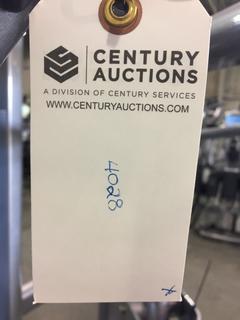 CENTURY
AUCTIONS
A DIVISION OF CENTURY SERVICES
WWW.CENTURYAUCTIONS.COM
4028